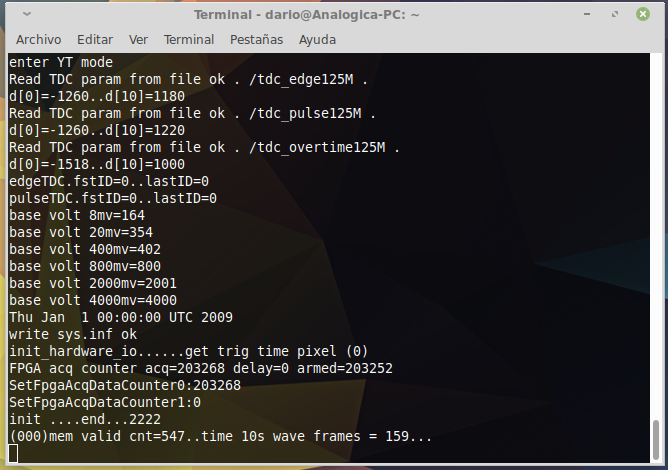 Terminal - dario@Analogica-PC: ~
Archivo Editar Ver Terminal Pestañas Ayuda
enter YT mode
Read TDC param from file ok . /tdc_edge125M .
d[0]=-1260..d[10]=1180
Read TDC param from file ok . /tdc_pulse125M .
d[0]=-1260..d[10]=1220
Read TDC param from file ok . /tdc_overtime125M .
d[0]=-1518..d[10]=1000
edgeTDC.fstID=0..lastID=0
pulseTDC.fstID=0..lastID=0
base volt 8mv=164
base volt 20mv=354
base volt 400mv=402
base volt 800mv=800
base volt 2000mv=2001
base volt 4000mv=4000
Thu Jan  1 00:00:00 UTC 2009
write sys.inf ok
init_hardware_io......get trig time pixel (0)
FPGA acq counter acq=203268 delay=0 armed=203252
SetFpgaAcqDataCounter0:203268
SetFpgaAcqDataCounter1:0
init ....end...2222
(000)mem valid cnt=547..time 10s wave frames = 159...